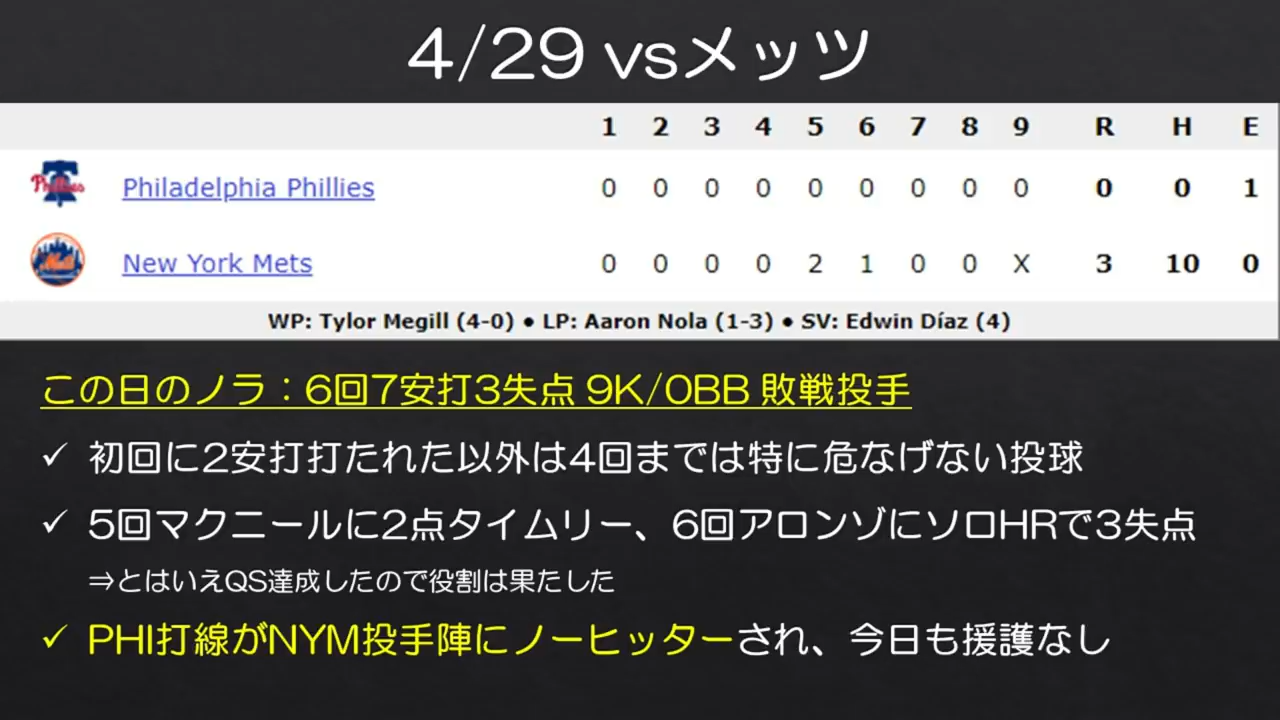 4/29 vsメッツ
1 2 3 4 5 6 7 8 9 R H E
Phillies Philadelphia Phillies 0 0 0 0 0 0 0 0 0 0 0 1
Mets New York Mets 0 0 0 0 2 1 0 0 X 3 10 0
WP: Tylor Megill (4-0) ● LP: Aaron Nola (1-3) ● SV: Edwin Díaz (4)
この日のノラ：6回7安打3失点 9K/0BB 敗戦投手
✓ 初回に2安打打たれた以外は4回までは特に危なげない投球
✓ 5回マクニールに2点タイムリー、6回アロンゾにソロHRで3失点
⇒とはいえQS達成したので役割は果たした
✓ PHI打線がNYM投手陣にノーヒッターされ、今日も援護なし